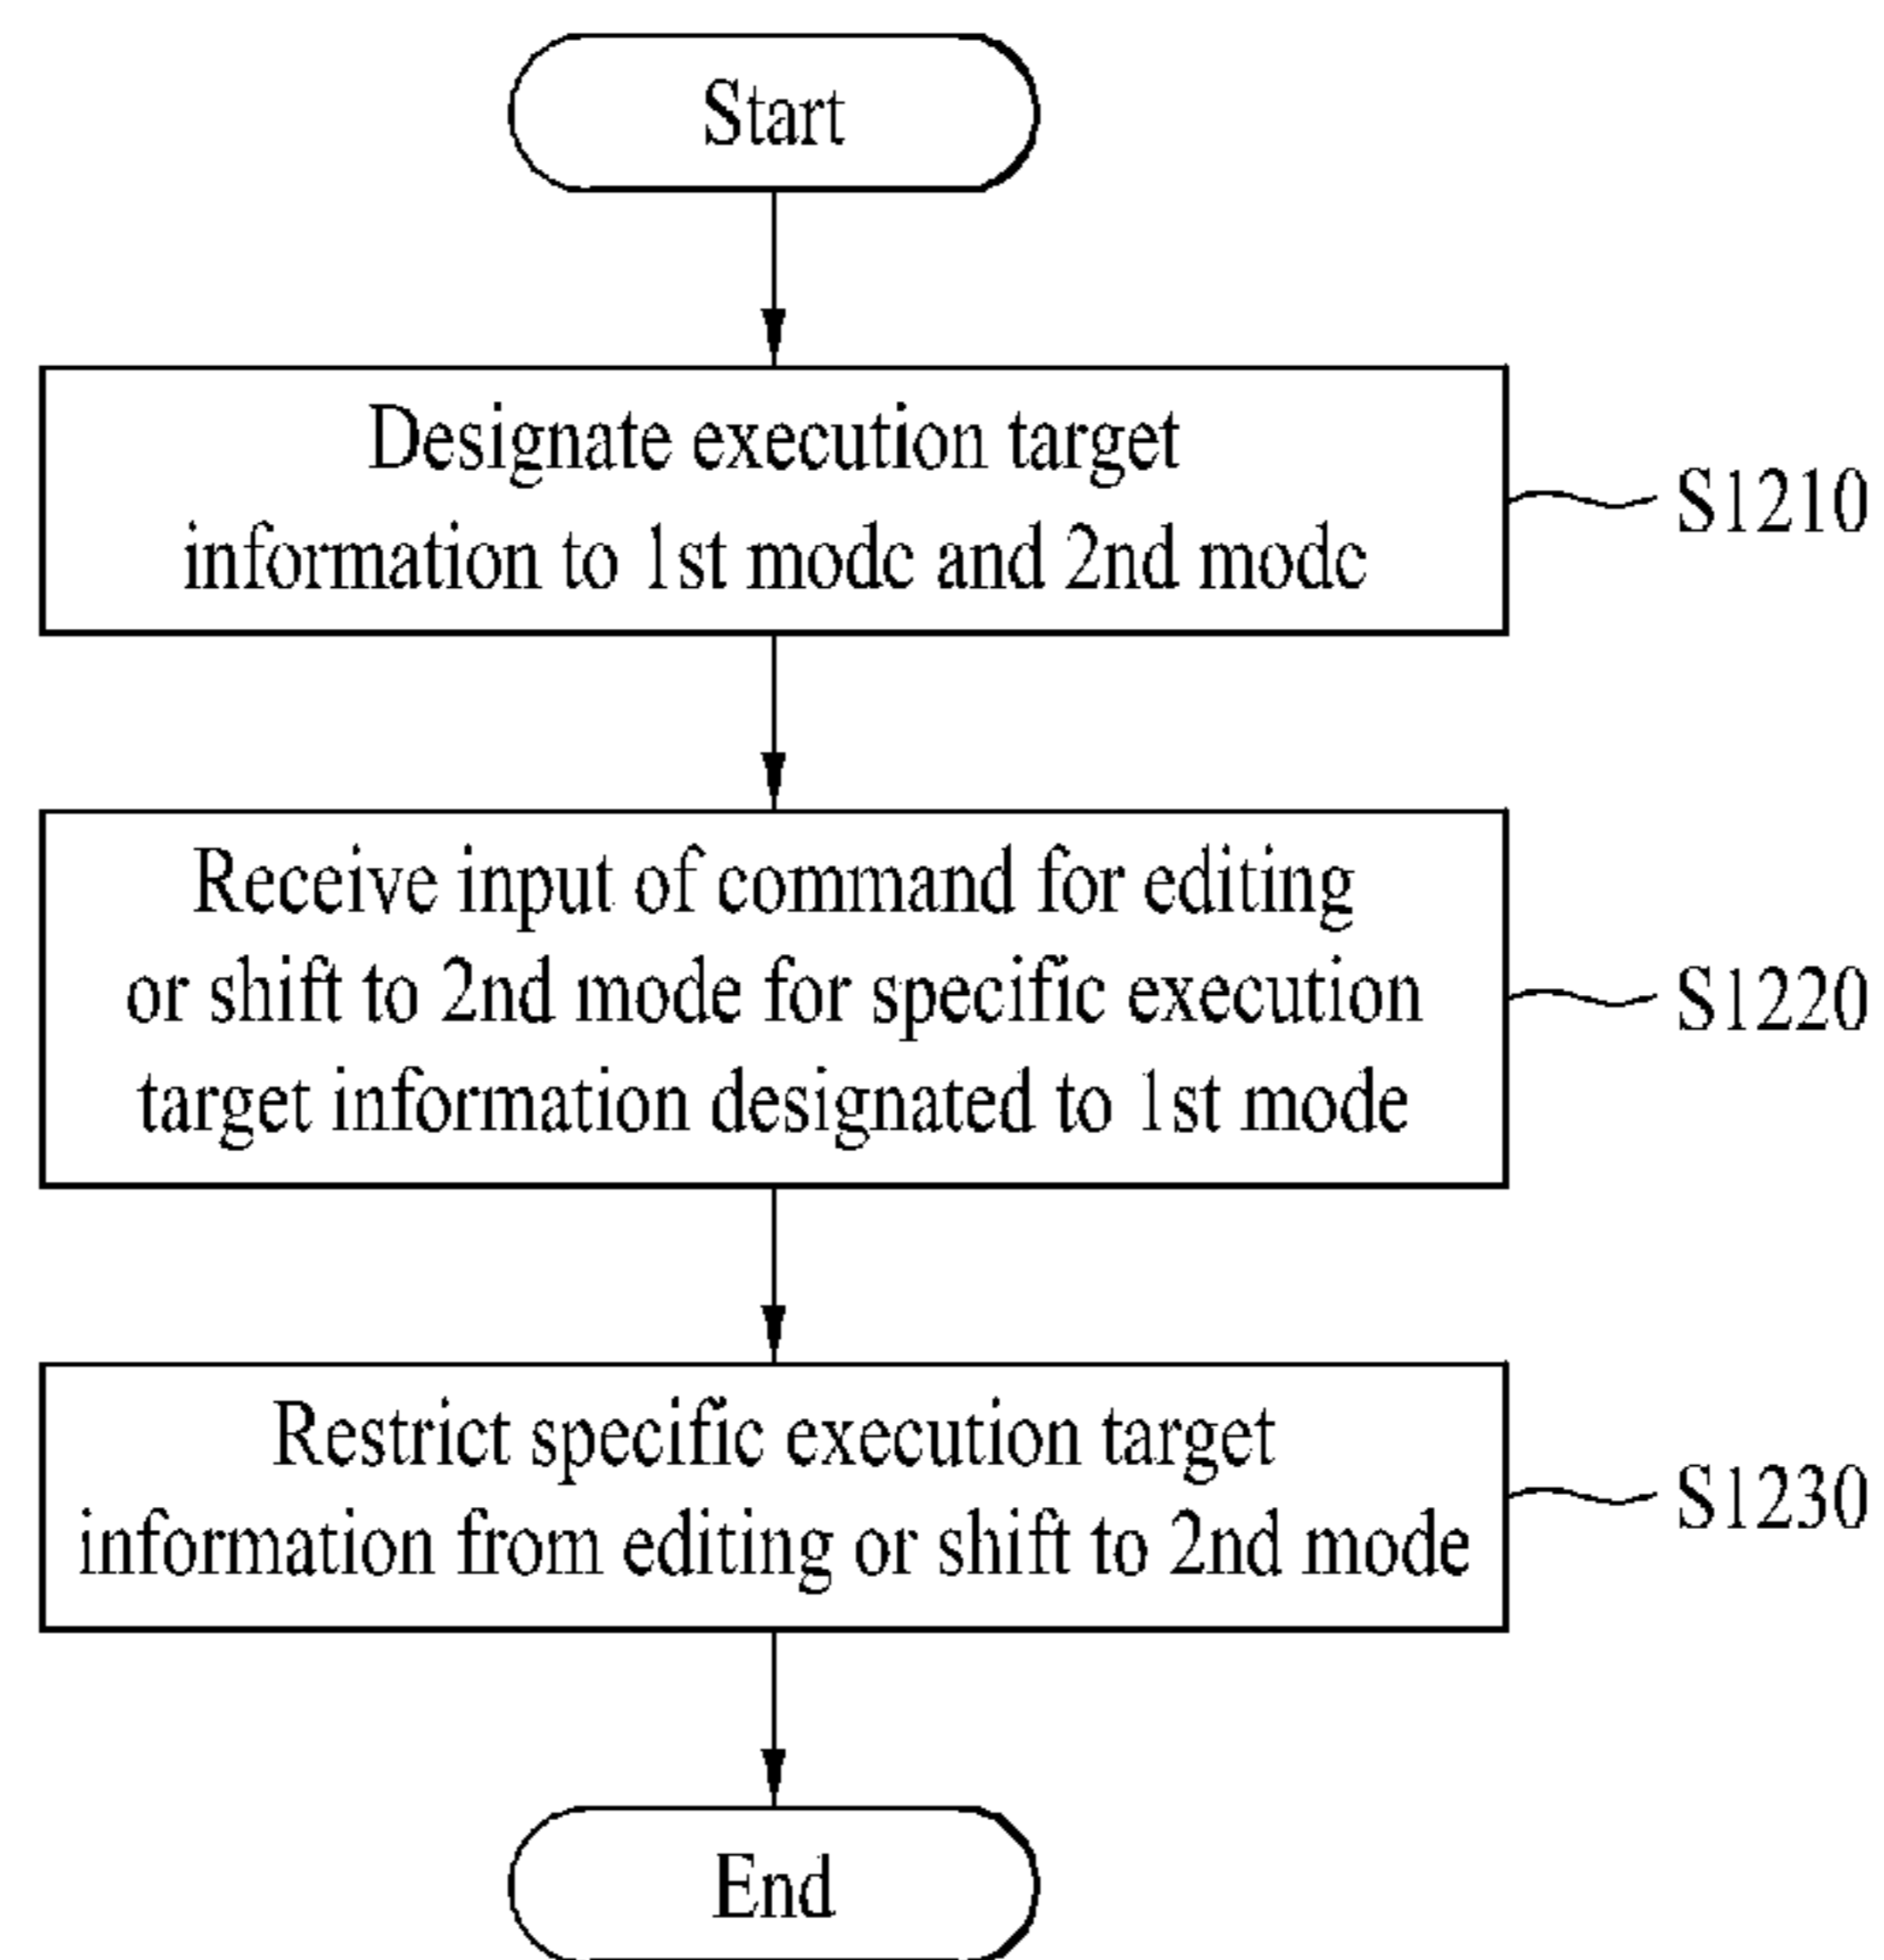 Start
Designate execution target
information to 1st mode and 2nd mode
S1210
Receive input of command for editing
or shift to 2nd mode for specific execution
target information designated to 1st mode
S1220
Restrict specific execution target
information from editing or shift to 2nd mode
S1230
End